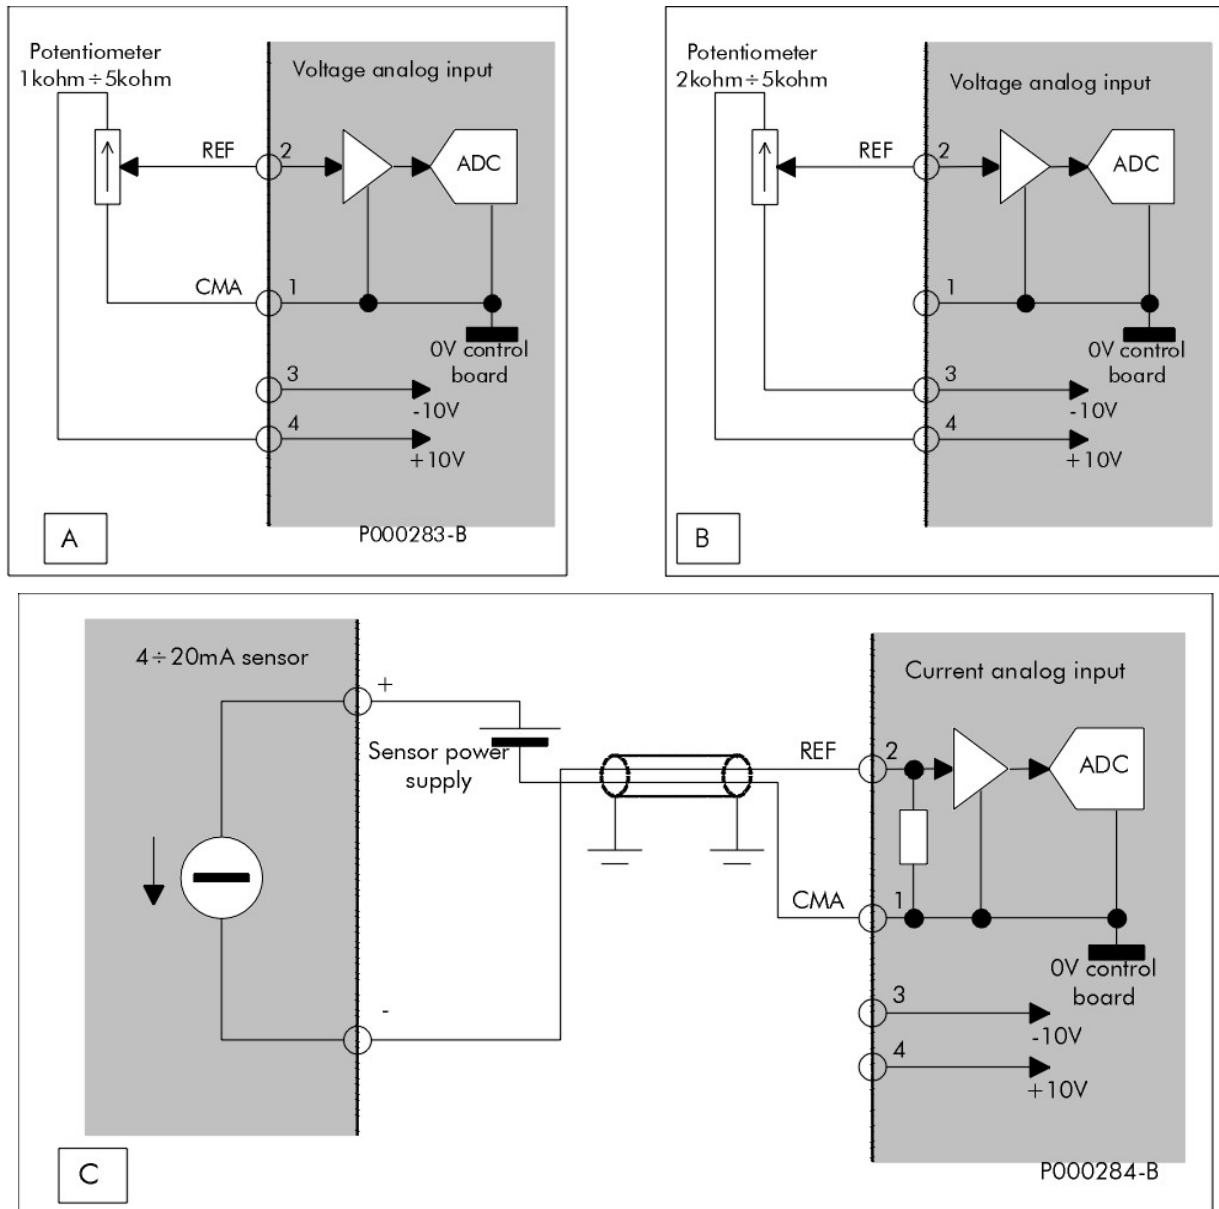 Potentiometer
1kohm÷5kohm
Voltage analog input
REF
2
ADC
CMA
1
0V control
board
3
-10V
4
+10V
A
P000283-B
Potentiometer
2kohm÷5kohm
Voltage analog input
REF
2
ADC
1
0V control
board
3
-10V
4
+10V
B
4÷20mA sensor
+
Sensor power
supply
-
Current analog input
REF
2
ADC
CMA
1
0V control
board
3
-10V
4
+10V
C
P000284-B